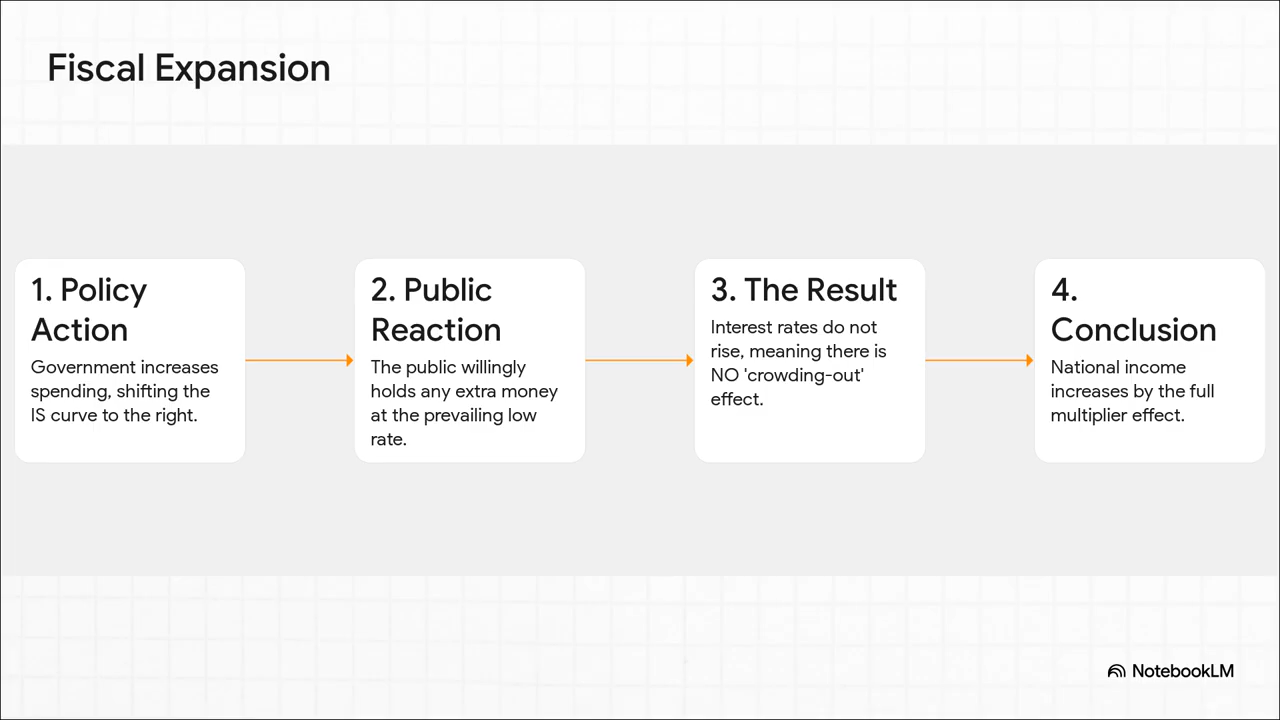 Fiscal Expansion
1. Policy
Action
Government increases
spending, shifting the
IS curve to the right.
2. Public
Reaction
The public willingly
holds any extra money
at the prevailing low
rate.
3. The Result
Interest rates do not
rise, meaning there is
NO 'crowding-out'
effect.
4.
Conclusion
National income
increases by the full
multiplier effect.
NotebookLM